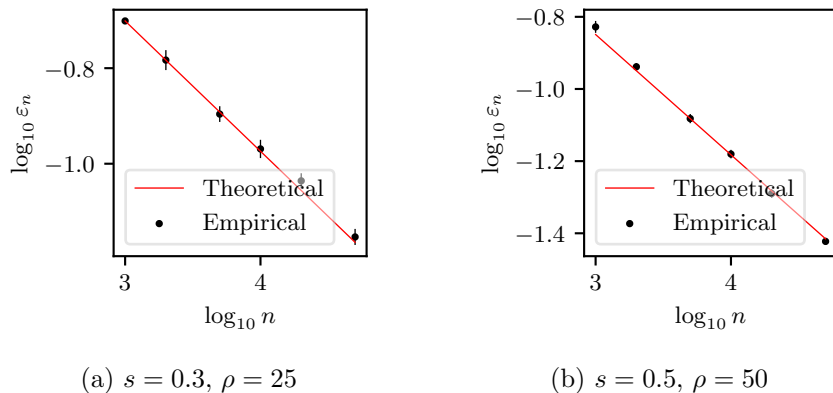 −0.8
−1.0
log₁₀ εₙ
Theoretical
Empirical
3
4
log₁₀ n
(a) s = 0.3, ρ = 25
−0.8
−1.0
−1.2
−1.4
log₁₀ εₙ
Theoretical
Empirical
3
4
log₁₀ n
(b) s = 0.5, ρ = 50